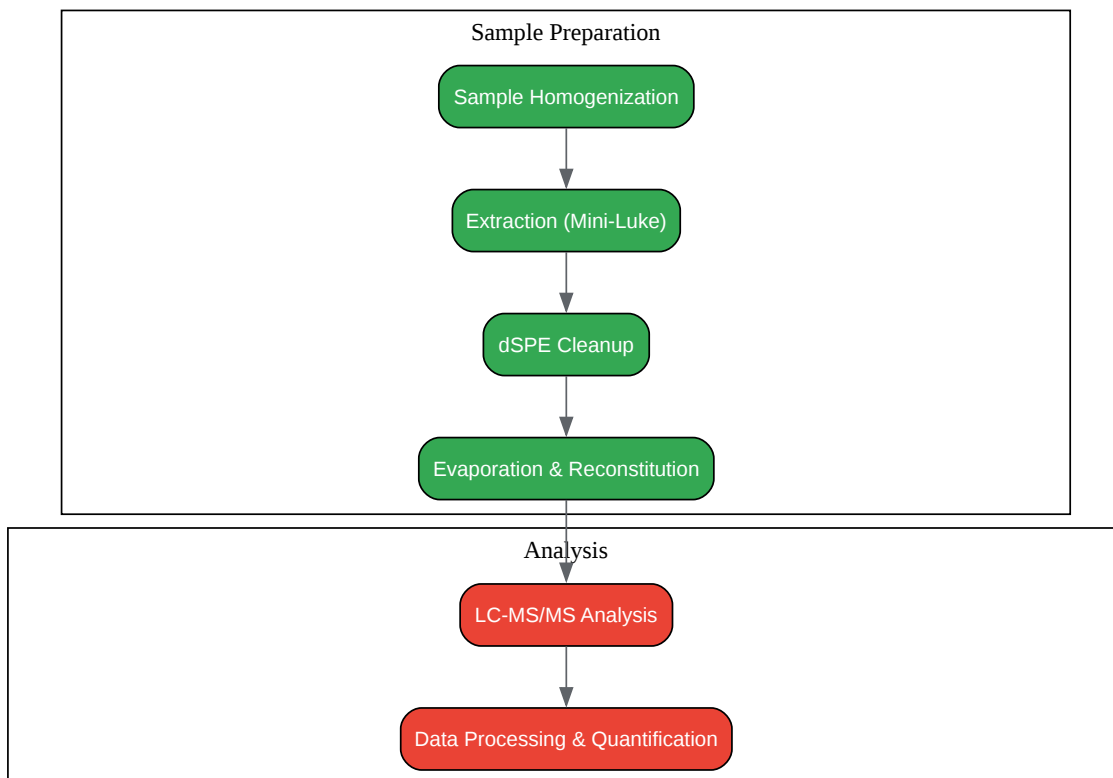 Sample Preparation
Sample Homogenization
Extraction (Mini-Luke)
dSPE Cleanup
Evaporation & Reconstitution
Analysis
LC-MS/MS Analysis
Data Processing & Quantification